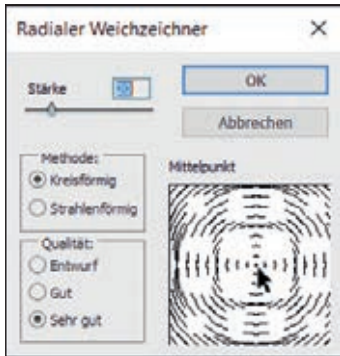 Radialer Weichzeichner
Stärke
OK
Abbrechen
Methode:
Kreisförmig
Strahlenförmig
Mittelpunkt
Qualität:
Entwurf
Gut
Sehr gut